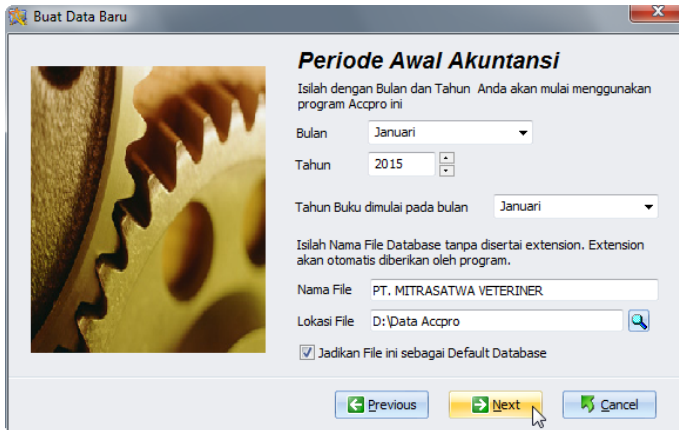 Buat Data Baru
Periode Awal Akuntansi
Isilah dengan Bulan dan Tahun Anda akan mulai menggunakan
program Accpro ini
Bulan Januari
Tahun 2015
Tahun Buku dimulai pada bulan Januari
Isilah Nama File Database tanpa disertai extension. Extension
akan otomatis diberikan oleh program.
Nama File PT. MITRASATWA VETERINER
Lokasi File D:\Data Accpro
Jadikan File ini sebagai Default Database
Previous Next Cancel